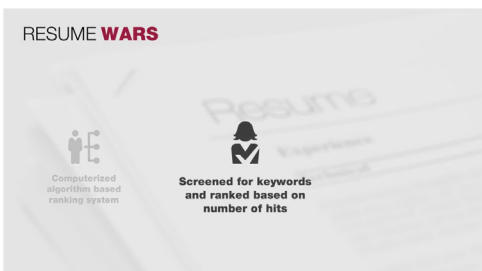 RESUME WARS
Resume
Experience
Computerized
algorithm based
ranking system
Screened for keywords
and ranked based on
number of hits